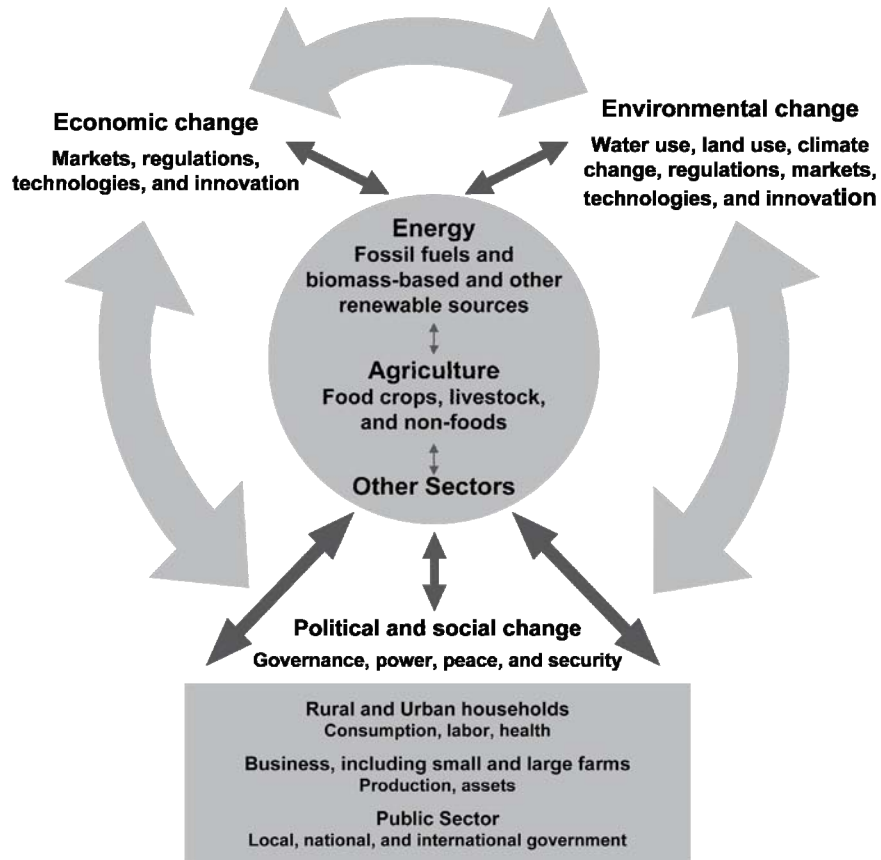 Economic change
Markets, regulations,
technologies, and innovation
Environmental change
Water use, land use, climate
change, regulations, markets,
technologies, and innovation
Energy
Fossil fuels and
biomass-based and other
renewable sources
Agriculture
Food crops, livestock,
and non-foods
Other Sectors
Political and social change
Governance, power, peace, and security
Rural and Urban households
Consumption, labor, health
Business, including small and large farms
Production, assets
Public Sector
Local, national, and international government